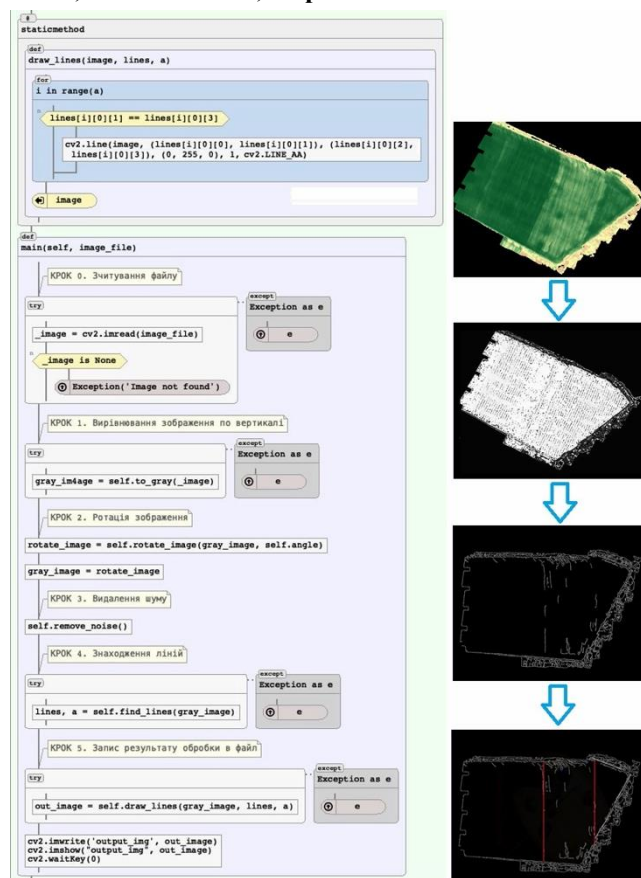 staticmethod
def
draw_lines(image, lines, a)
for
i in range(a)
lines[i][0][1] == lines[i][0][3]
cv2.line(image, (lines[i][0][0], lines[i][0][1]), (lines[i][0][2],
lines[i][0][3]), (0, 255, 0), 1, cv2.LINE_AA)
image
def
main(self, image_file)
КРОК 0. Зчитування файлу
try
except
Exception as e
_image = cv2.imread(image_file)
e
_image is None
Exception('Image not found')
КРОК 1. Вирівнювання зображення по вертикалі
try
except
Exception as e
gray_im4age = self.to_gray(_image)
e
КРОК 2. Ротація зображення
rotate_image = self.rotate_image(gray_image, self.angle)
gray_image = rotate_image
КРОК 3. Видалення шуму
self.remove_noise()
КРОК 4. Знаходження ліній
try
except
Exception as e
lines, a = self.find_lines(gray_image)
e
КРОК 5. Запис результату обробки в файл
try
except
Exception as e
out_image = self.draw_lines(gray_image, lines, a)
e
cv2.imwrite('output_img', out_image)
cv2.imshow("output_img", out_image)
cv2.waitKey(0)